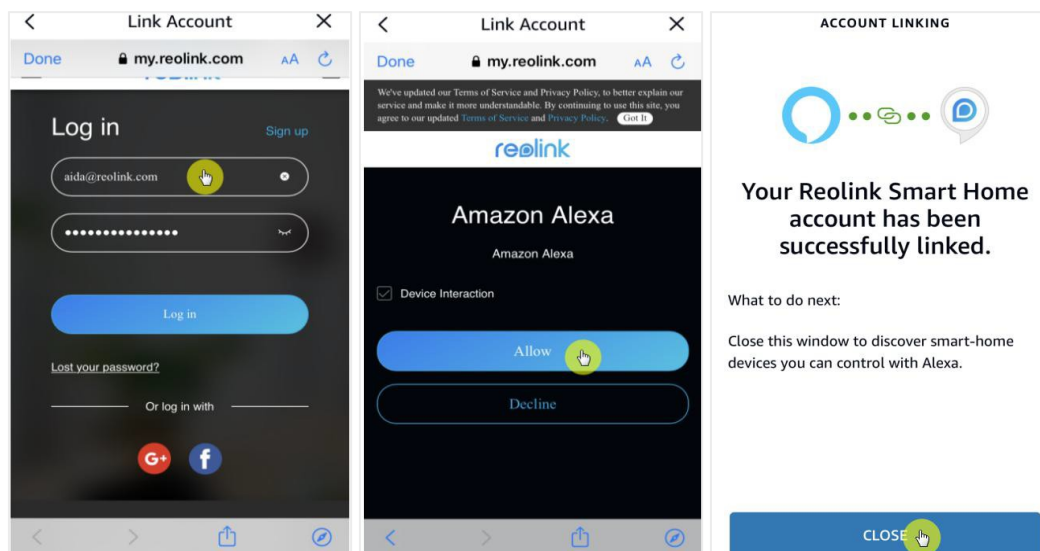 Link Account
Done
my.reolink.com
AA
Log in
Sign up
aida@reolink.com
Log in
Lost your password?
Or log in with
G+
f
Link Account
Done
my.reolink.com
AA
We've updated our Terms of Service and Privacy Policy, to better explain our
service and make it more understandable. By continuing to use this site, you
agree to our updated Terms of Service and Privacy Policy. Got It
reolink
Amazon Alexa
Amazon Alexa
Device Interaction
Allow
Decline
ACCOUNT LINKING
Your Reolink Smart Home
account has been
successfully linked.
What to do next:
Close this window to discover smart-home
devices you can control with Alexa.
CLOSE